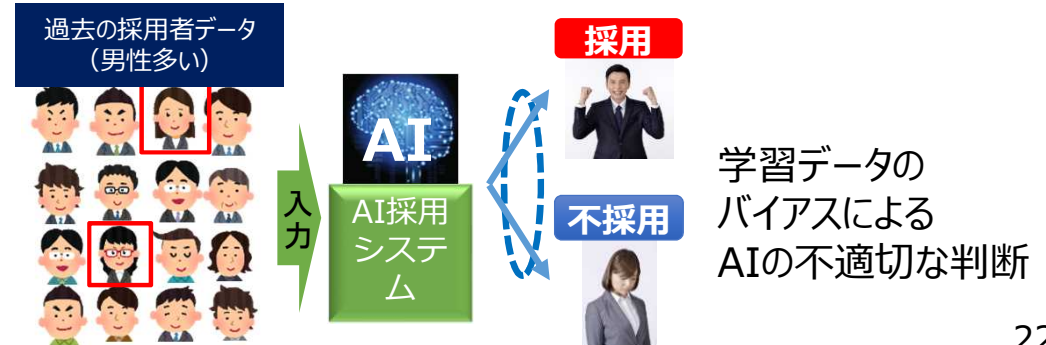 過去の採用者データ
（男性多い）
入
力
AI
AI採用
システ
ム
採用
不採用
学習データの
バイアスによる
AIの不適切な判断
22